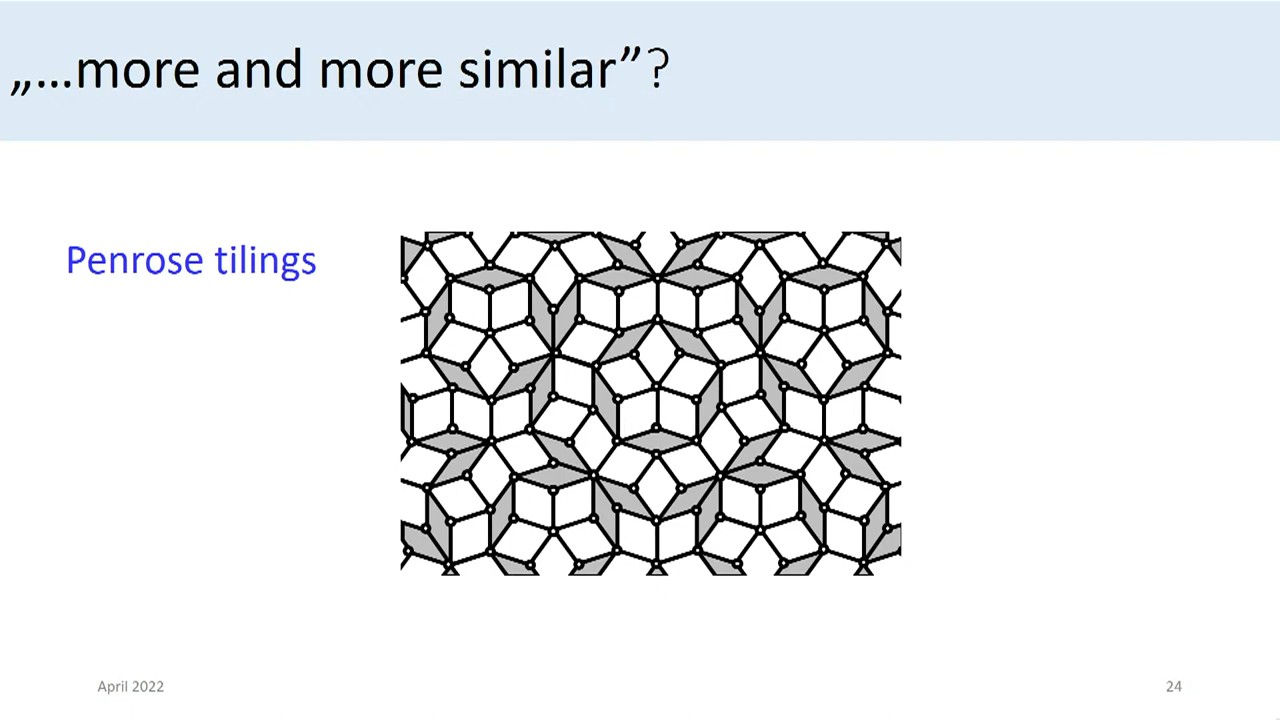 „...more and more similar”?
Penrose tilings
April 2022
24